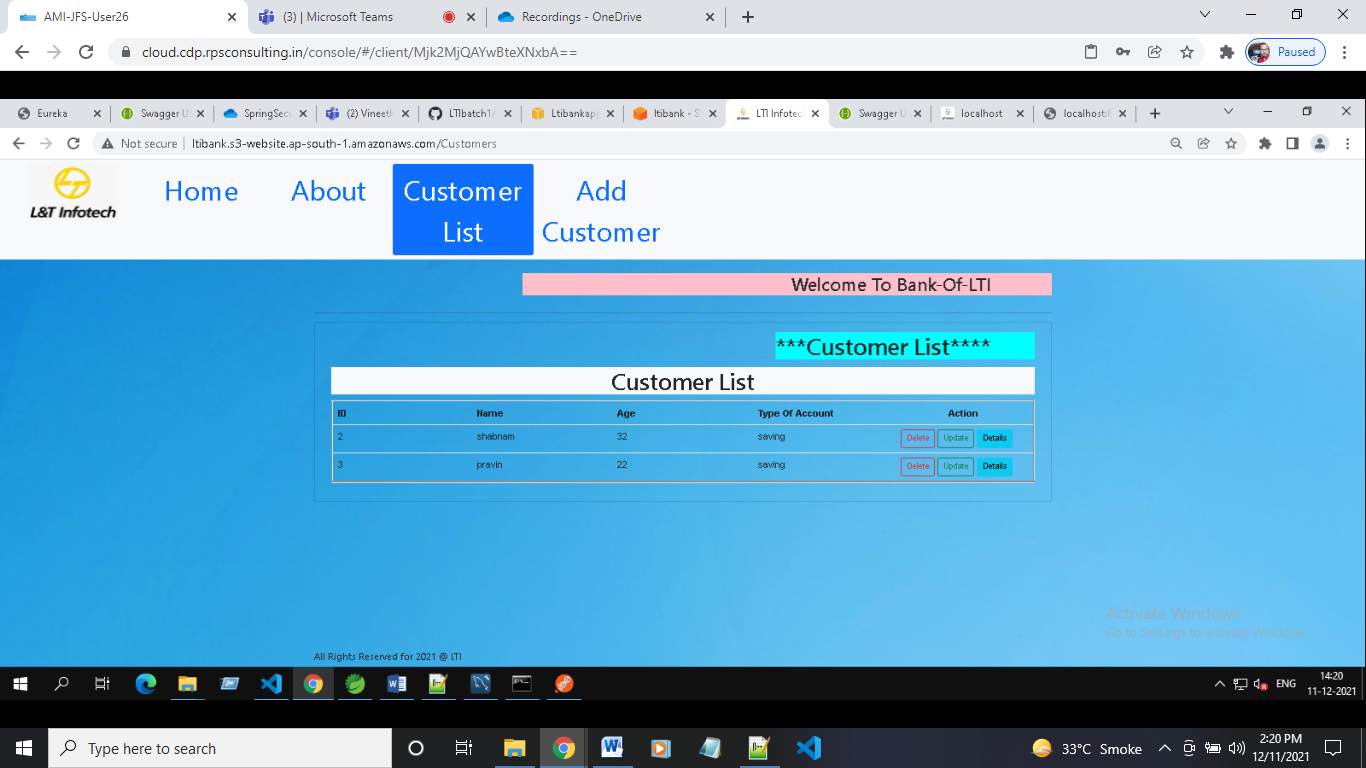 AMI-JFS-User26
(3) | Microsoft Teams
Recordings - OneDrive
cloud.cdp.rpsconsulting.in/console/#/client/Mjk2MjQAYwBteXNxbA==
Paused
Eureka
Swagger U
SpringSecu
(2) Vineeth
LTIbatch1/
Ltibankapp
ltibank - S3
LTI Infotec
Swagger U
localhost
localhost:8
Not secure | ltibank.s3-website.ap-south-1.amazonaws.com/Customers
L&T Infotech
Home
About
Customer List
Add Customer
Welcome To Bank-Of-LTI
***Customer List****
Customer List
ID Name Age Type Of Account Action
2 shabnam 32 saving Delete Update Details
3 pravin 22 saving Delete Update Details
Activate Windows
Go to Settings to activate Windows.
All Rights Reserved for 2021 @ LTI
ENG
14:20
11-12-2021
Type here to search
33°C Smoke
2:20 PM
12/11/2021